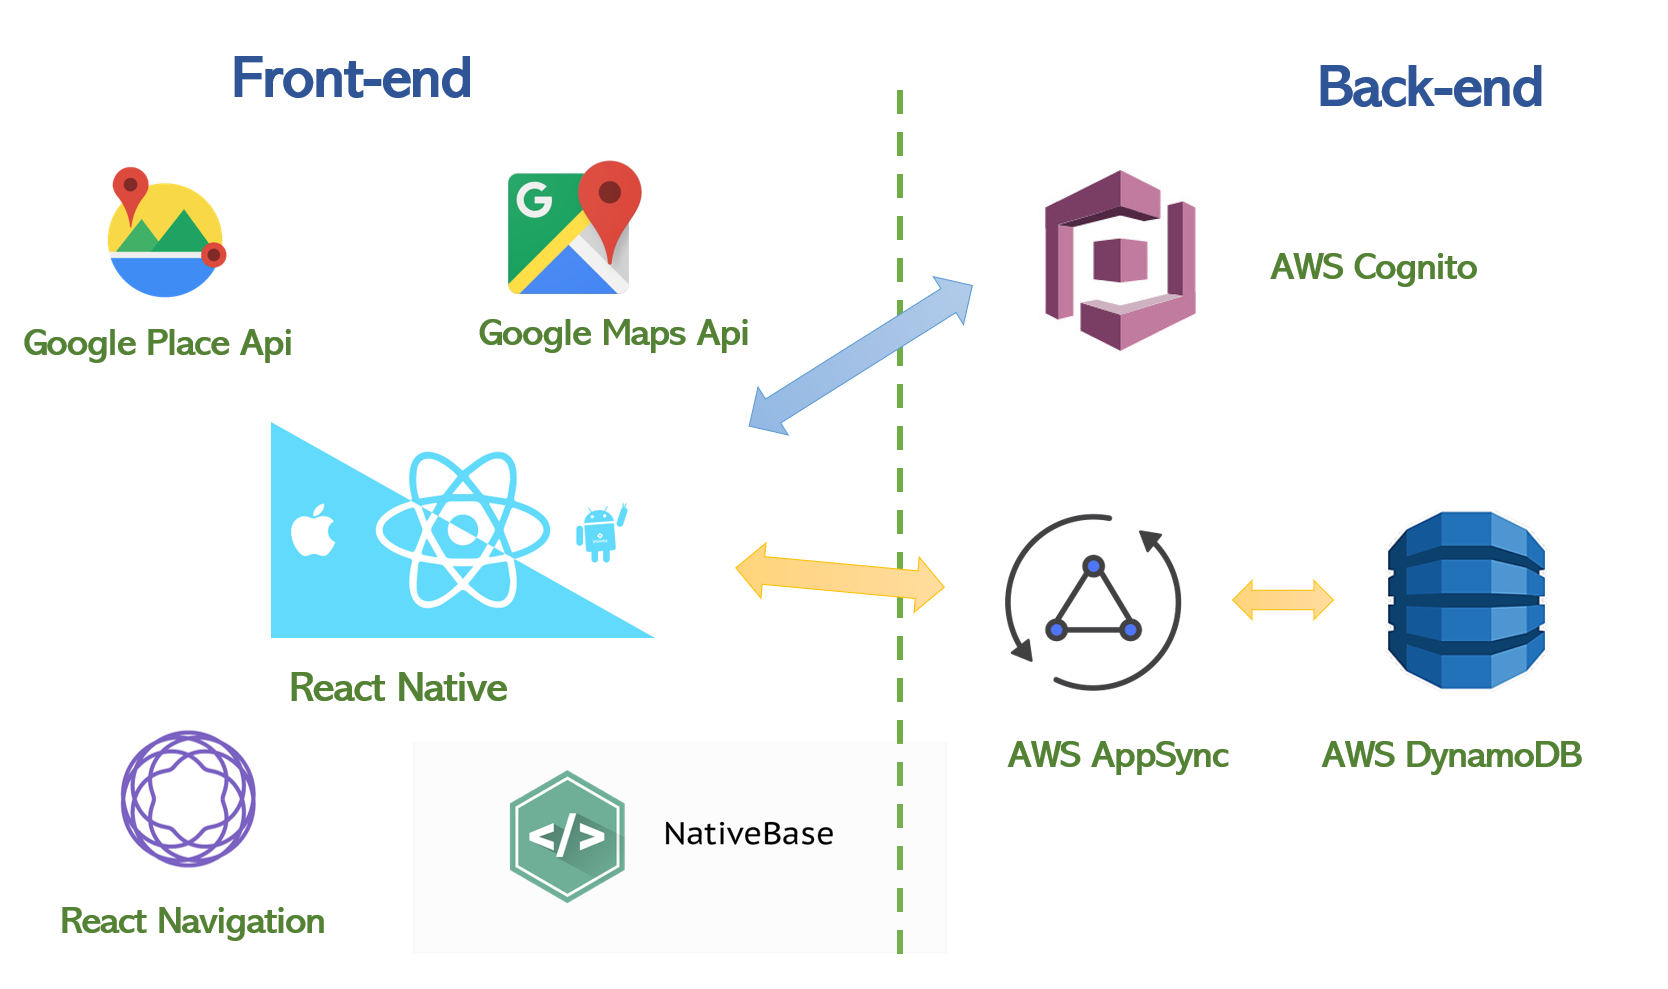 Front-end
Back-end
G
Google Place Api
Google Maps Api
AWS Cognito
React Native
AWS AppSync
AWS DynamoDB
</>
NativeBase
React Navigation